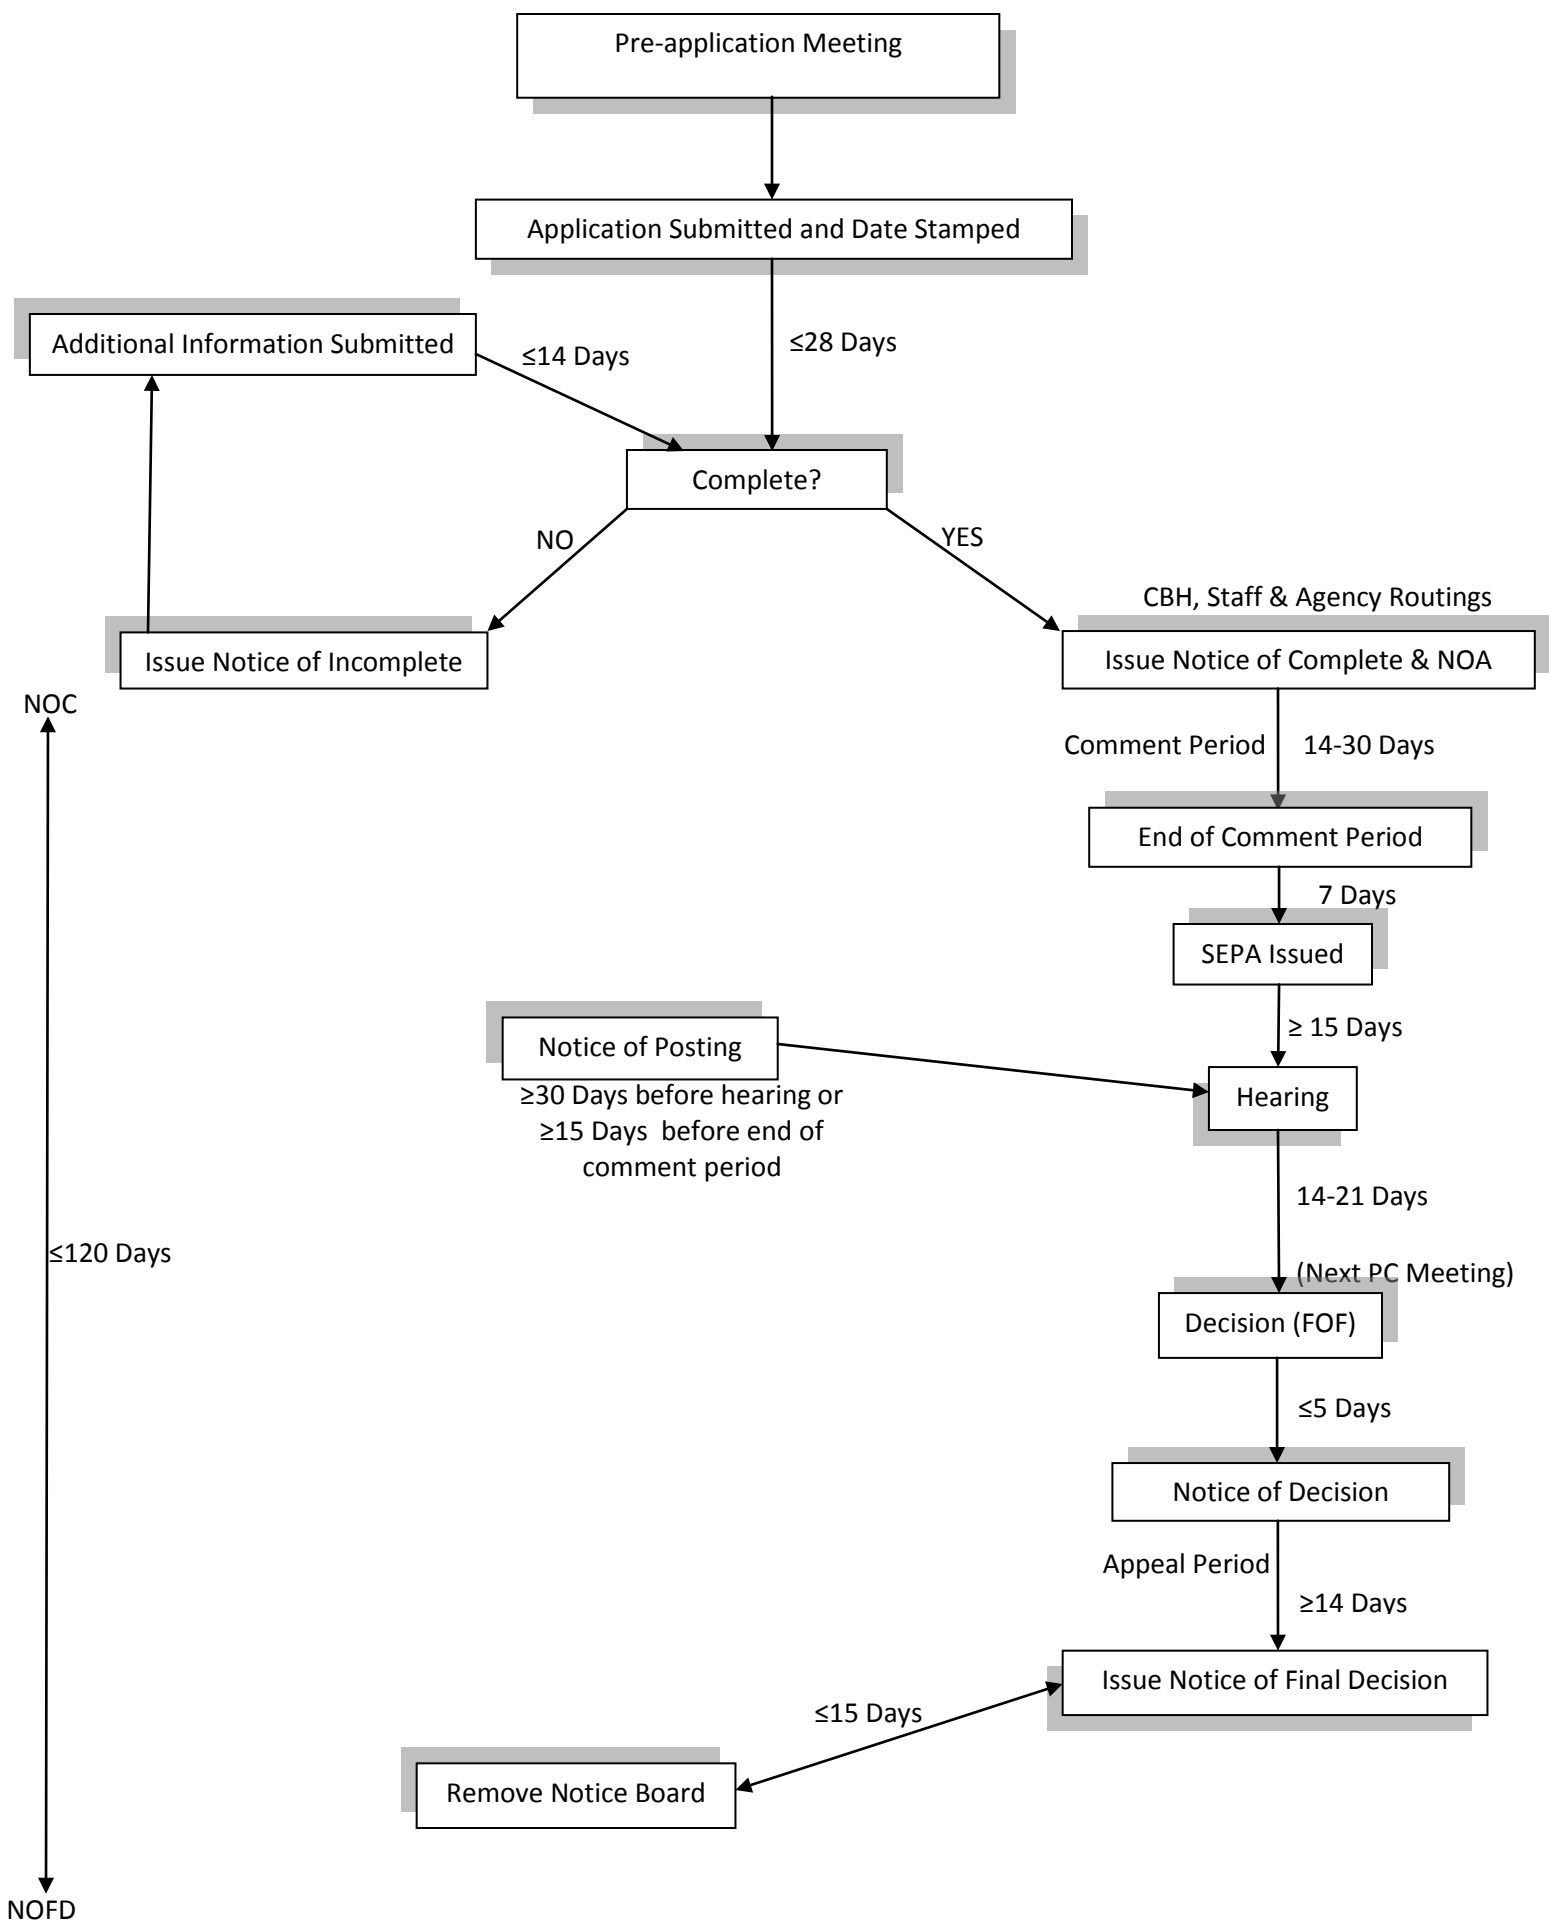 Pre-application Meeting
Application Submitted and Date Stamped
Additional Information Submitted
≤14 Days
≤28 Days
Complete?
NO
YES
CBH, Staff & Agency Routings
Issue Notice of Incomplete
Issue Notice of Complete & NOA
NOC
Comment Period
14-30 Days
End of Comment Period
7 Days
SEPA Issued
≥ 15 Days
Notice of Posting
≥30 Days before hearing or
≥15 Days before end of
comment period
Hearing
14-21 Days
≤120 Days
(Next PC Meeting)
Decision (FOF)
≤5 Days
Notice of Decision
Appeal Period
≥14 Days
Issue Notice of Final Decision
≤15 Days
Remove Notice Board
NOFD